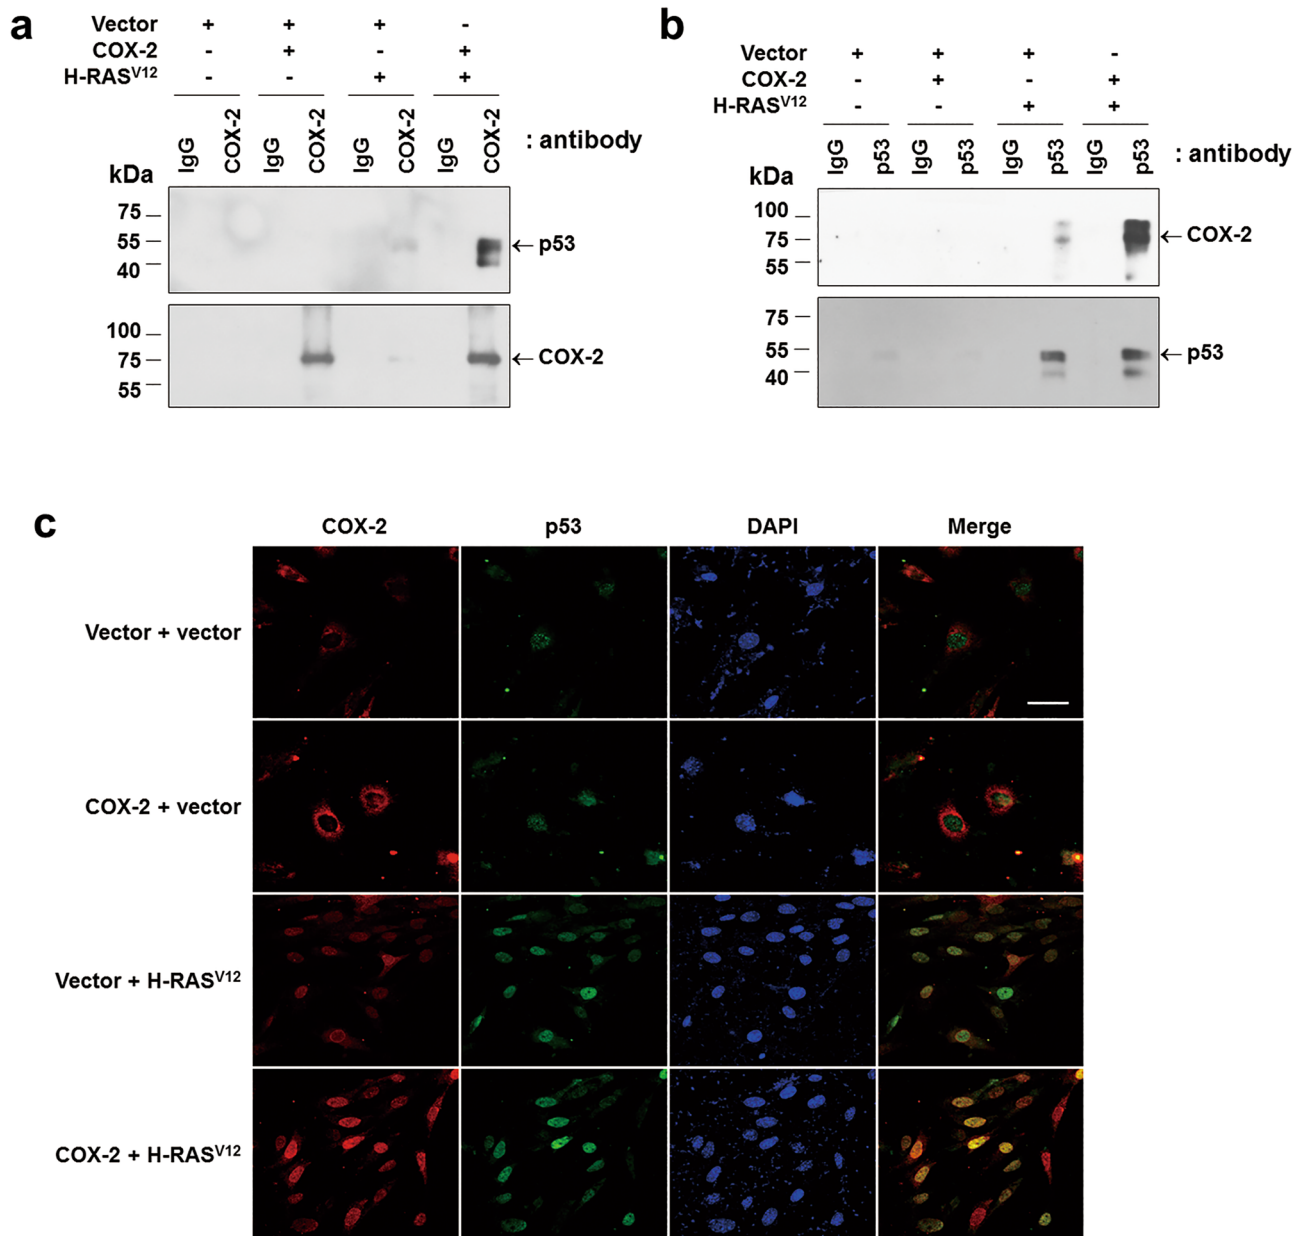 a
Vector + + + -
COX-2 - + - +
H-RASV12 - - + +
IgG COX-2 IgG COX-2 IgG COX-2 IgG COX-2 : antibody
kDa
75
55 ← p53
40
100
75 ← COX-2
55
b
Vector + + + -
COX-2 - + - +
H-RASV12 - - + +
IgG p53 IgG p53 IgG p53 IgG p53 : antibody
kDa
100
75 ← COX-2
55
75
55 ← p53
40
c
COX-2 p53 DAPI Merge
Vector + vector
COX-2 + vector
Vector + H-RASV12
COX-2 + H-RASV12